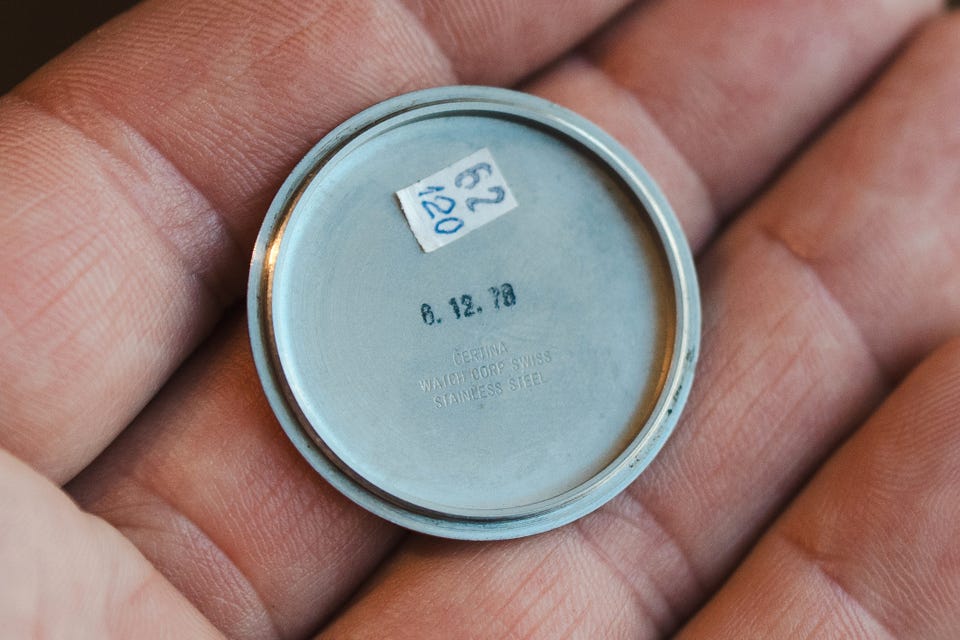 62
120
6.12.78
CERTINA
WATCH CORP SWISS
STAINLESS STEEL